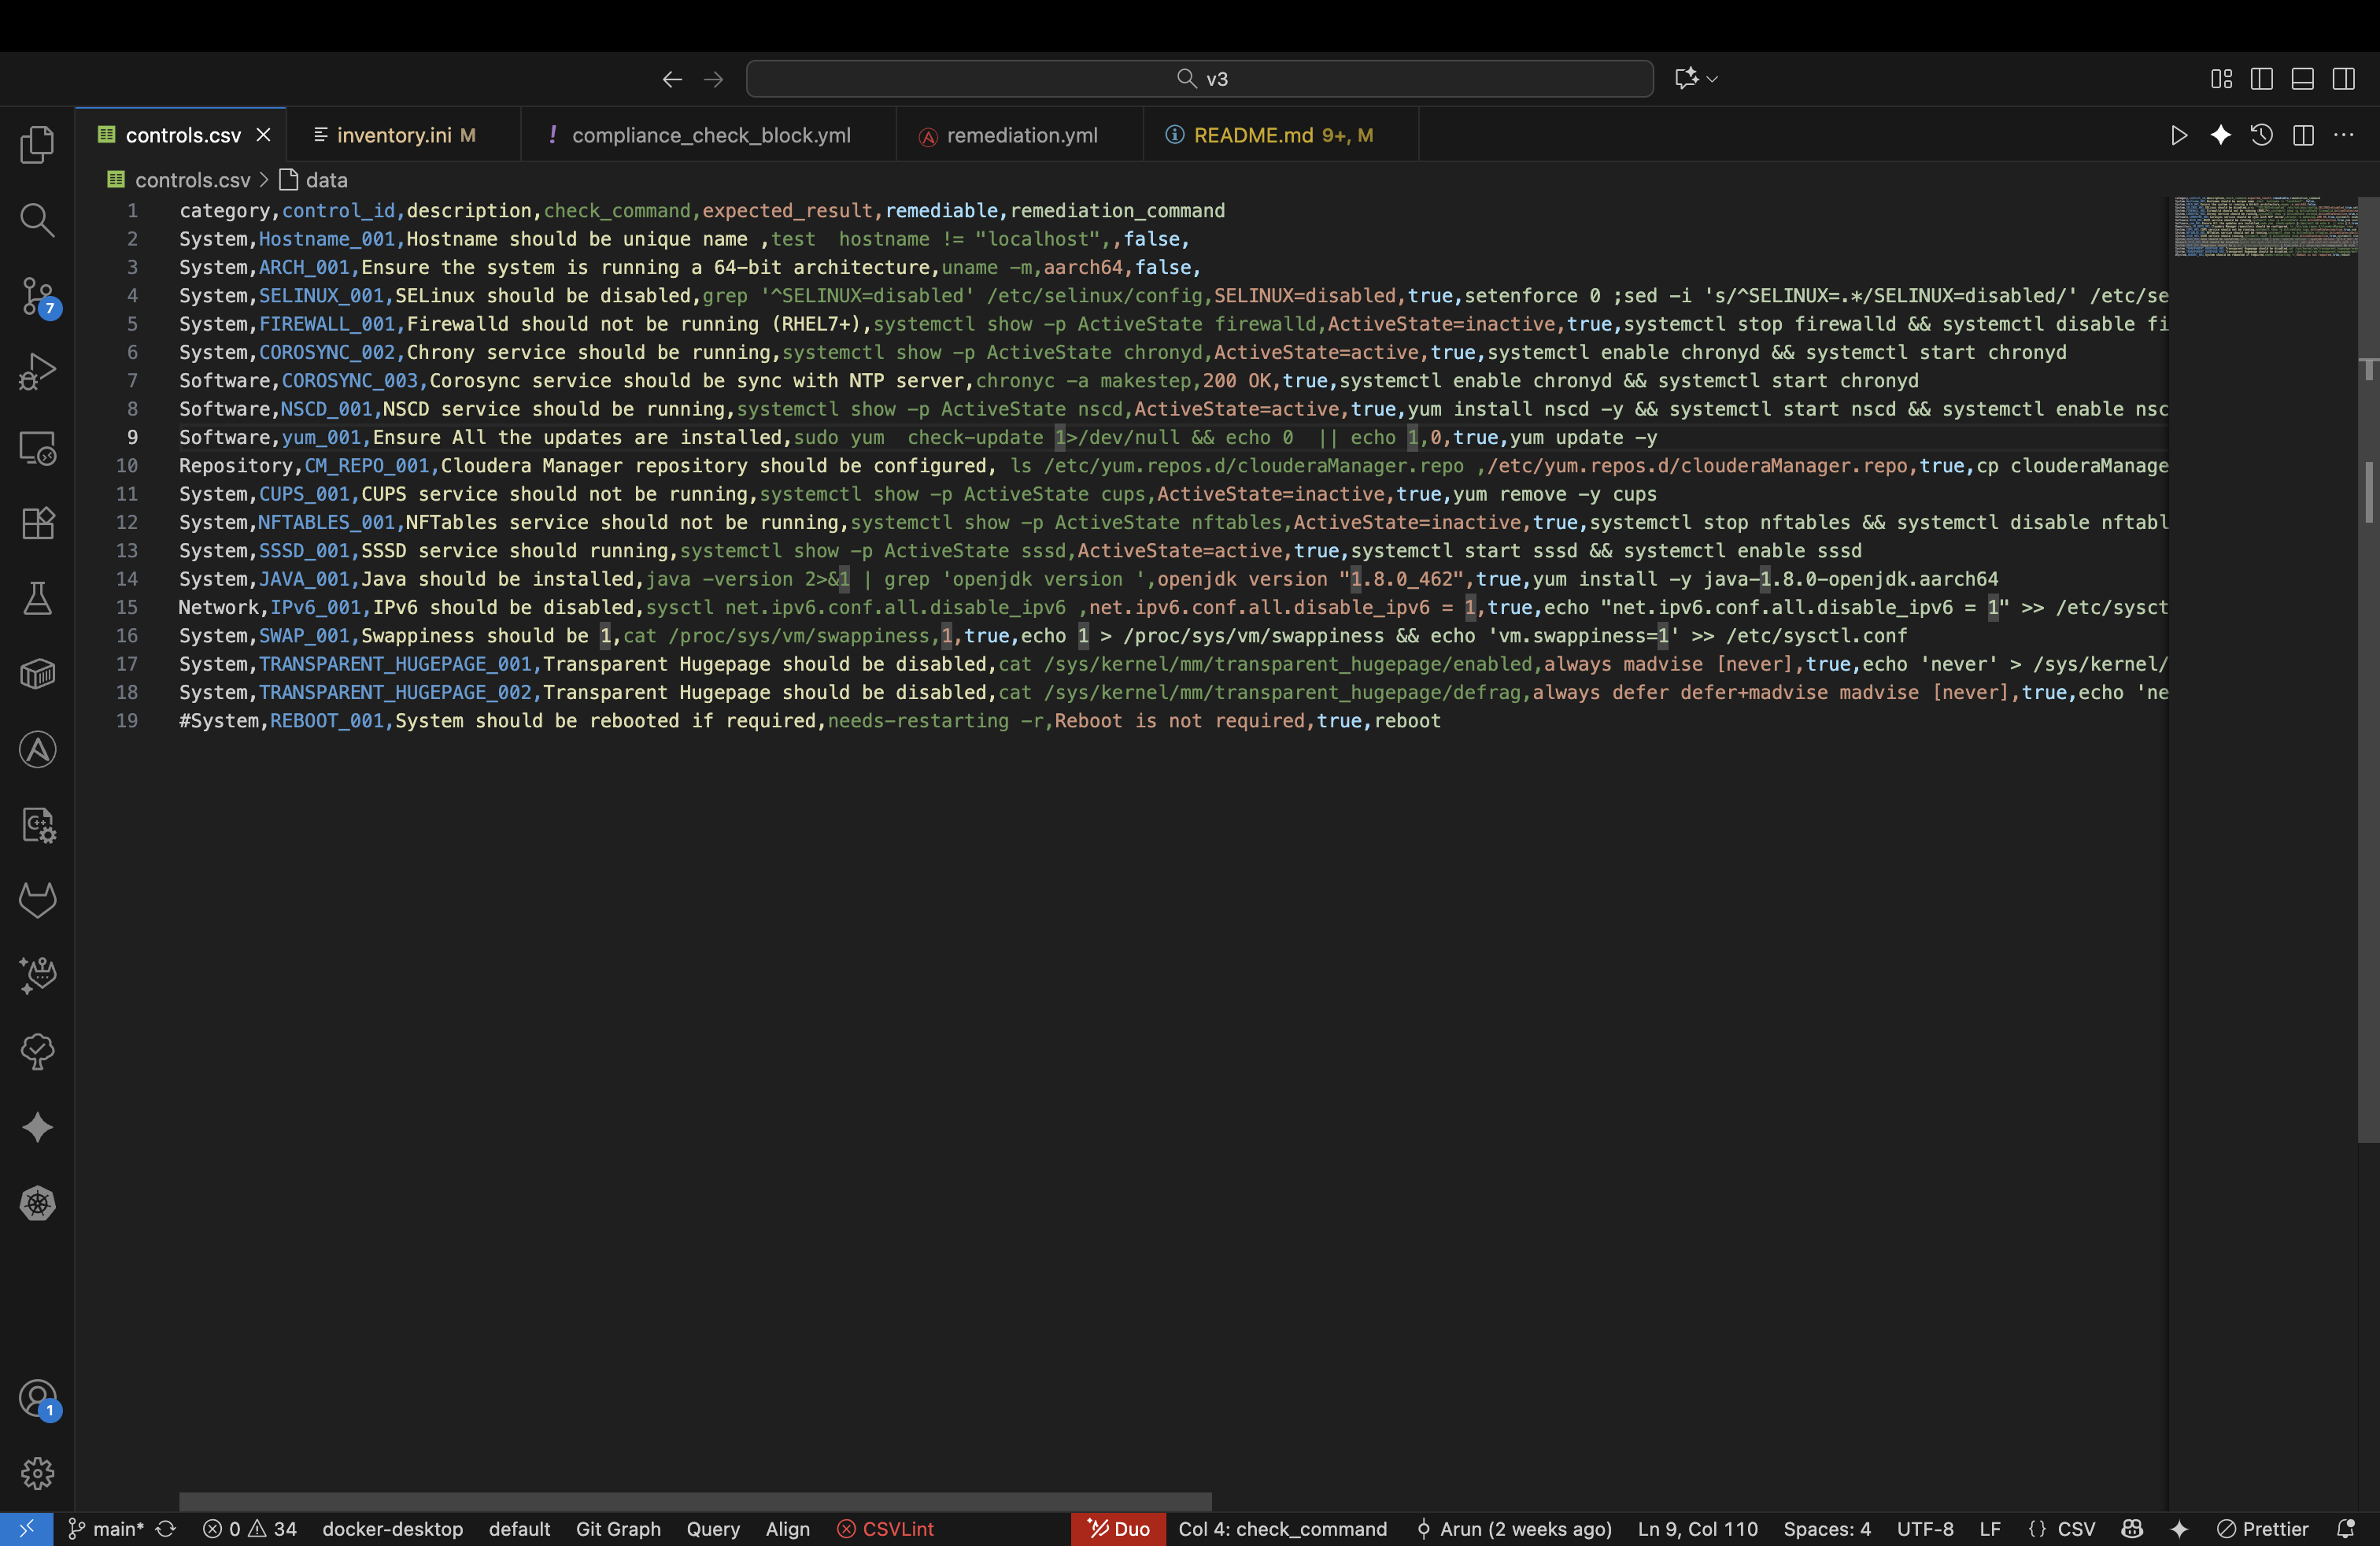 v3
controls.csv
inventory.ini M
! compliance_check_block.yml
remediation.yml
README.md 9+, M
controls.csv > data
1 category,control_id,description,check_command,expected_result,remediable,remediation_command
2 System,Hostname_001,Hostname should be unique name ,test  hostname != "localhost",,false,
3 System,ARCH_001,Ensure the system is running a 64-bit architecture,uname -m,aarch64,false,
4 System,SELINUX_001,SELinux should be disabled,grep '^SELINUX=disabled' /etc/selinux/config,SELINUX=disabled,true,setenforce 0 ;sed -i 's/^SELINUX=.*/SELINUX=disabled/' /etc/se
5 System,FIREWALL_001,Firewalld should not be running (RHEL7+),systemctl show -p ActiveState firewalld,ActiveState=inactive,true,systemctl stop firewalld && systemctl disable fi
6 System,COROSYNC_002,Chrony service should be running,systemctl show -p ActiveState chronyd,ActiveState=active,true,systemctl enable chronyd && systemctl start chronyd
7 Software,COROSYNC_003,Corosync service should be sync with NTP server,chronyc -a makestep,200 OK,true,systemctl enable chronyd && systemctl start chronyd
8 Software,NSCD_001,NSCD service should be running,systemctl show -p ActiveState nscd,ActiveState=active,true,yum install nscd -y && systemctl start nscd && systemctl enable nsc
9 Software,yum_001,Ensure All the updates are installed,sudo yum  check-update 1>/dev/null && echo 0  || echo 1,0,true,yum update -y
10 Repository,CM_REPO_001,Cloudera Manager repository should be configured, ls /etc/yum.repos.d/clouderaManager.repo ,/etc/yum.repos.d/clouderaManager.repo,true,cp clouderaManage
11 System,CUPS_001,CUPS service should not be running,systemctl show -p ActiveState cups,ActiveState=inactive,true,yum remove -y cups
12 System,NFTABLES_001,NFTables service should not be running,systemctl show -p ActiveState nftables,ActiveState=inactive,true,systemctl stop nftables && systemctl disable nftabl
13 System,SSSD_001,SSSD service should running,systemctl show -p ActiveState sssd,ActiveState=active,true,systemctl start sssd && systemctl enable sssd
14 System,JAVA_001,Java should be installed,java -version 2>&1 | grep 'openjdk version ',openjdk version "1.8.0_462",true,yum install -y java-1.8.0-openjdk.aarch64
15 Network,IPv6_001,IPv6 should be disabled,sysctl net.ipv6.conf.all.disable_ipv6 ,net.ipv6.conf.all.disable_ipv6 = 1,true,echo "net.ipv6.conf.all.disable_ipv6 = 1" >> /etc/sysct
16 System,SWAP_001,Swappiness should be 1,cat /proc/sys/vm/swappiness,1,true,echo 1 > /proc/sys/vm/swappiness && echo 'vm.swappiness=1' >> /etc/sysctl.conf
17 System,TRANSPARENT_HUGEPAGE_001,Transparent Hugepage should be disabled,cat /sys/kernel/mm/transparent_hugepage/enabled,always madvise [never],true,echo 'never' > /sys/kernel/
18 System,TRANSPARENT_HUGEPAGE_002,Transparent Hugepage should be disabled,cat /sys/kernel/mm/transparent_hugepage/defrag,always defer defer+madvise madvise [never],true,echo 'ne
19 #System,REBOOT_001,System should be rebooted if required,needs-restarting -r,Reboot is not required,true,reboot
7
1
main* 0 34 docker-desktop default Git Graph Query Align CSVLint Duo Col 4: check_command Arun (2 weeks ago) Ln 9, Col 110 Spaces: 4 UTF-8 LF {} CSV Prettier